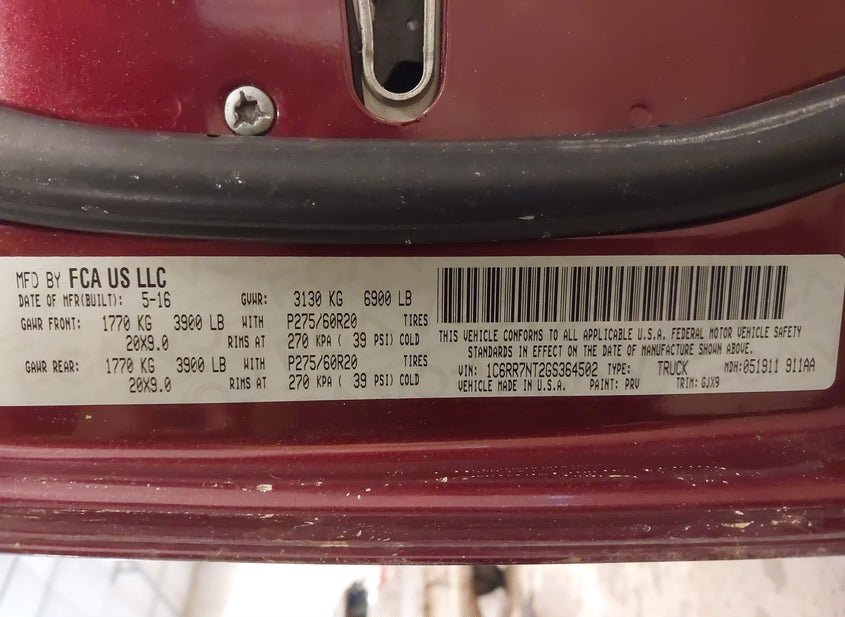 MFD BY FCA US LLC
DATE OF MFR(BUILT): 5-16 GVWR: 3130 KG 6900 LB
GAWR FRONT: 1770 KG 3900 LB WITH P275/60R20 TIRES
20X9.0 RIMS AT 270 KPA ( 39 PSI) COLD
GAWR REAR: 1770 KG 3900 LB WITH P275/60R20 TIRES
20X9.0 RIMS AT 270 KPA ( 39 PSI) COLD
THIS VEHICLE CONFORMS TO ALL APPLICABLE U.S.A. FEDERAL MOTOR VEHICLE SAFETY
STANDARDS IN EFFECT ON THE DATE OF MANUFACTURE SHOWN ABOVE.
VIN: 1C6RR7NT2GS364502 TYPE: TRUCK MDH: 051911 911AA
VEHICLE MADE IN U.S.A. PAINT: PRV TRIM: GJX9